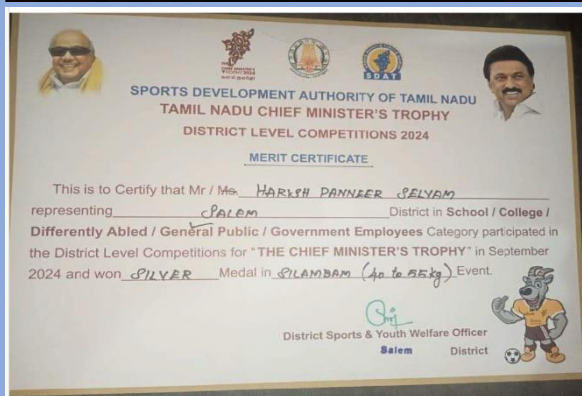 SDAT
SPORTS DEVELOPMENT AUTHORITY OF TAMIL NADU
TAMIL NADU CHIEF MINISTER'S TROPHY
DISTRICT LEVEL COMPETITIONS 2024
MERIT CERTIFICATE
This is to Certify that Mr / Ms. HARISH PANNEER SELVAM
representing SALEM District in School / College /
Differently Abled / General Public / Government Employees Category participated in
the District Level Competitions for "THE CHIEF MINISTER'S TROPHY" in September
2024 and won SILVER Medal in SILAMBAM (40 to 55kg) Event.
District Sports & Youth Welfare Officer
Salem District